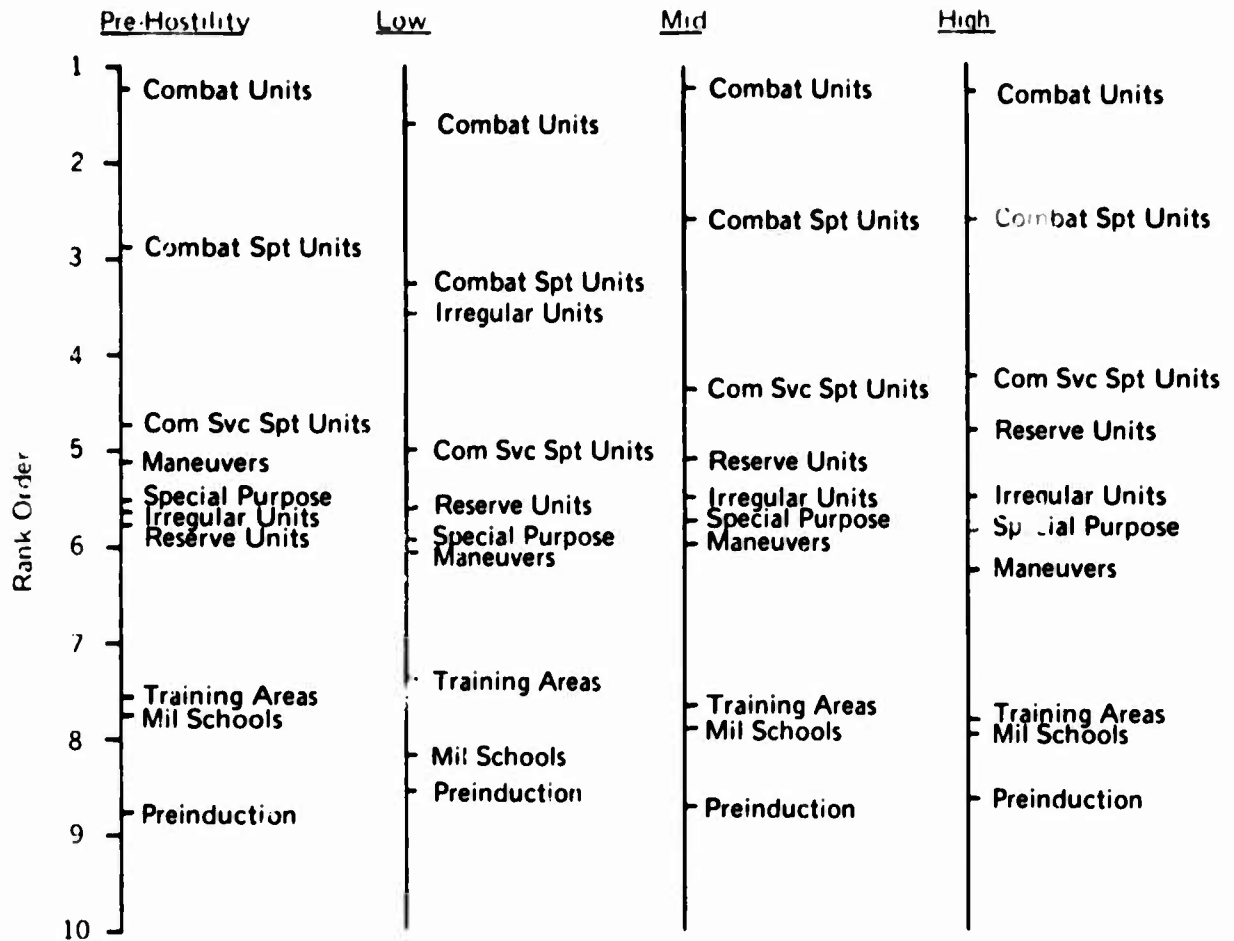 Pre-Hostility Low Mid High
Rank Order
1
2
3
4
5
6
7
8
9
10
Combat Units
Combat Spt Units
Com Svc Spt Units
Maneuvers
Special Purpose
Irregular Units
Reserve Units
Training Areas
Mil Schools
Preinduction
Combat Units
Combat Spt Units
Irregular Units
Com Svc Spt Units
Reserve Units
Special Purpose
Maneuvers
Training Areas
Mil Schools
Preinduction
Combat Units
Combat Spt Units
Com Svc Spt Units
Reserve Units
Irregular Units
Special Purpose
Maneuvers
Training Areas
Mil Schools
Preinduction
Combat Units
Combat Spt Units
Com Svc Spt Units
Reserve Units
Irregular Units
Special Purpose
Maneuvers
Training Areas
Mil Schools
Preinduction